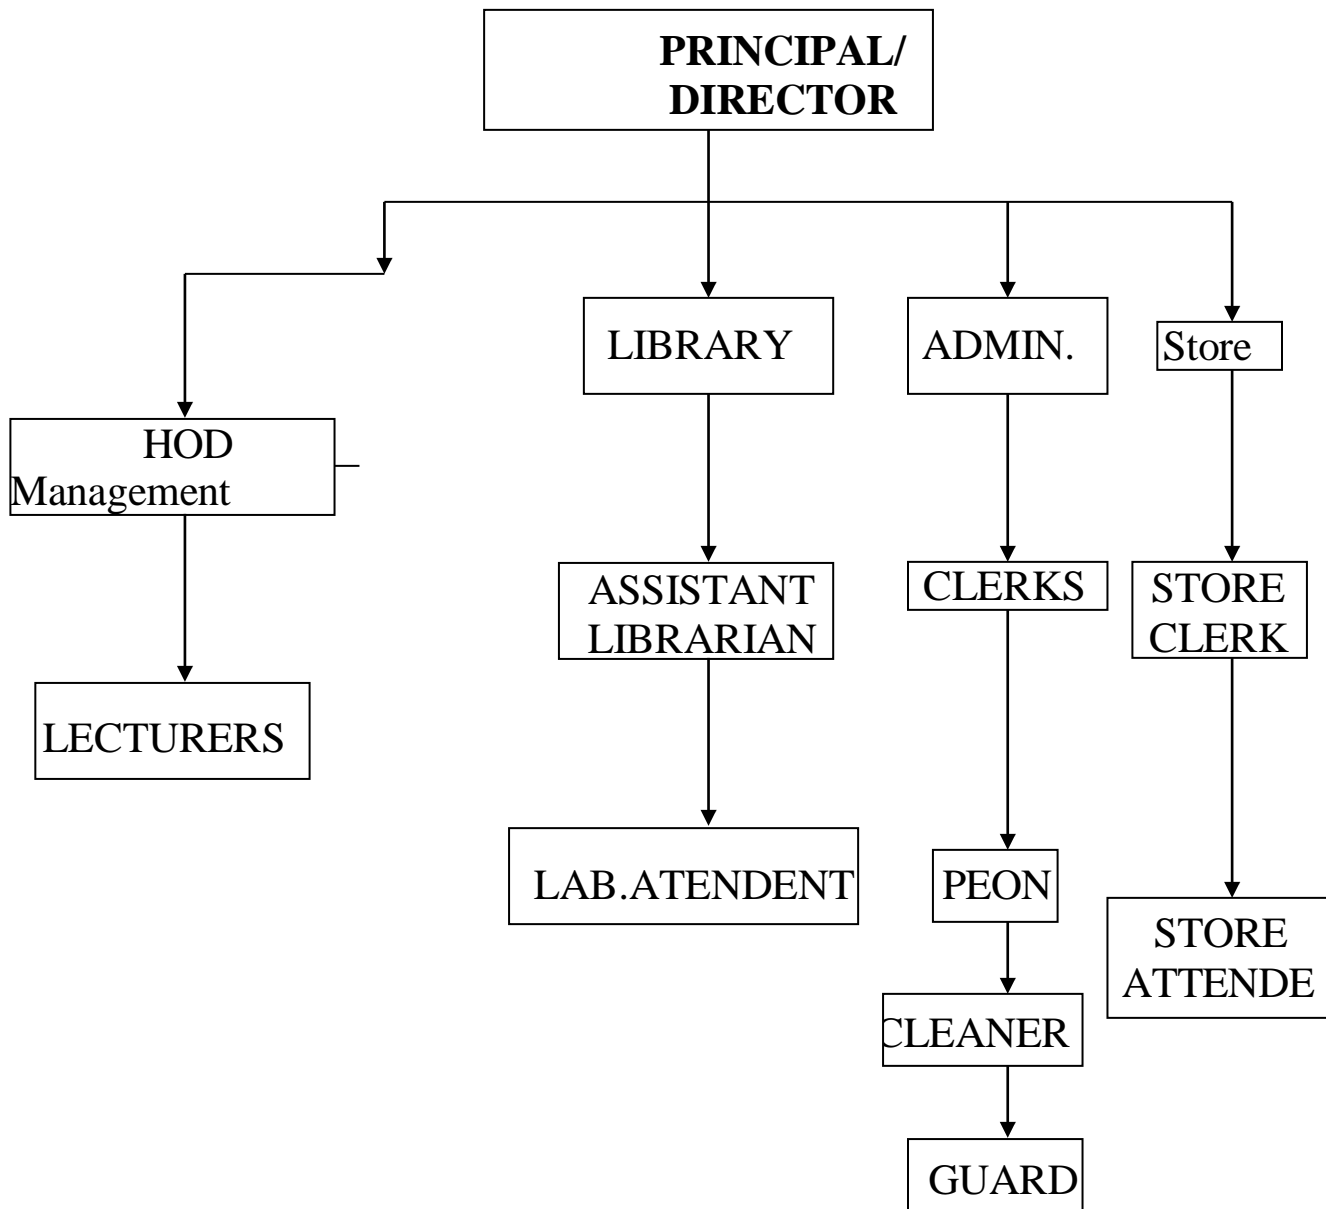 PRINCIPAL/
DIRECTOR
LIBRARY
ADMIN.
Store
HOD
Management
ASSISTANT
LIBRARIAN
CLERKS
STORE
CLERK
LECTURERS
LAB.ATENDENT
PEON
STORE
ATTENDE
CLEANER
GUARD